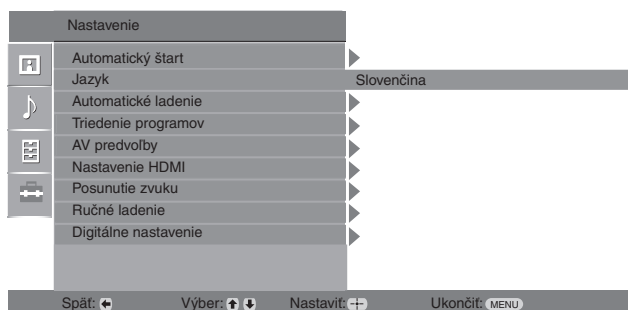 Nastavenie
Automatický štart
Jazyk Slovenčina
Automatické ladenie
Triedenie programov
AV predvoľby
Nastavenie HDMI
Posunutie zvuku
Ručné ladenie
Digitálne nastavenie
Späť: Výber: Nastaviť: Ukončiť: MENU